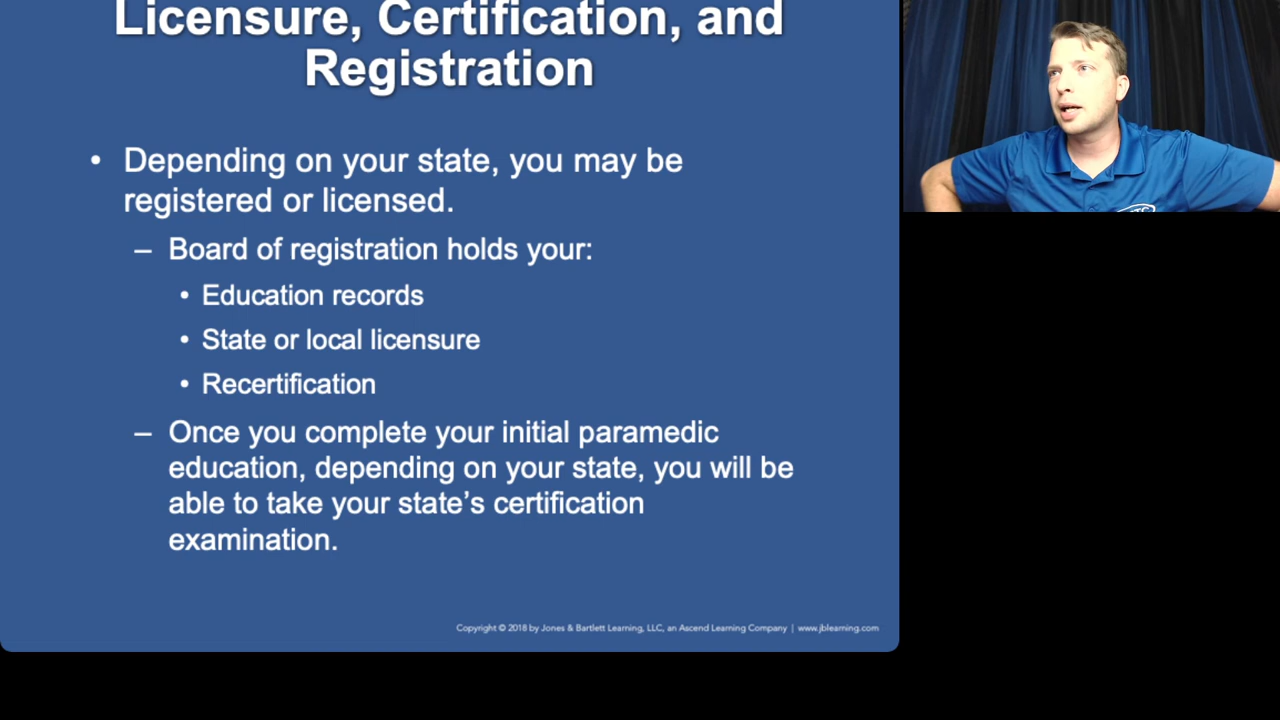 Licensure, Certification, and
Registration
• Depending on your state, you may be
registered or licensed.
– Board of registration holds your:
• Education records
• State or local licensure
• Recertification
– Once you complete your initial paramedic
education, depending on your state, you will be
able to take your state’s certification
examination.
Copyright © 2018 by Jones & Bartlett Learning, LLC, an Ascend Learning Company | www.jblearning.com